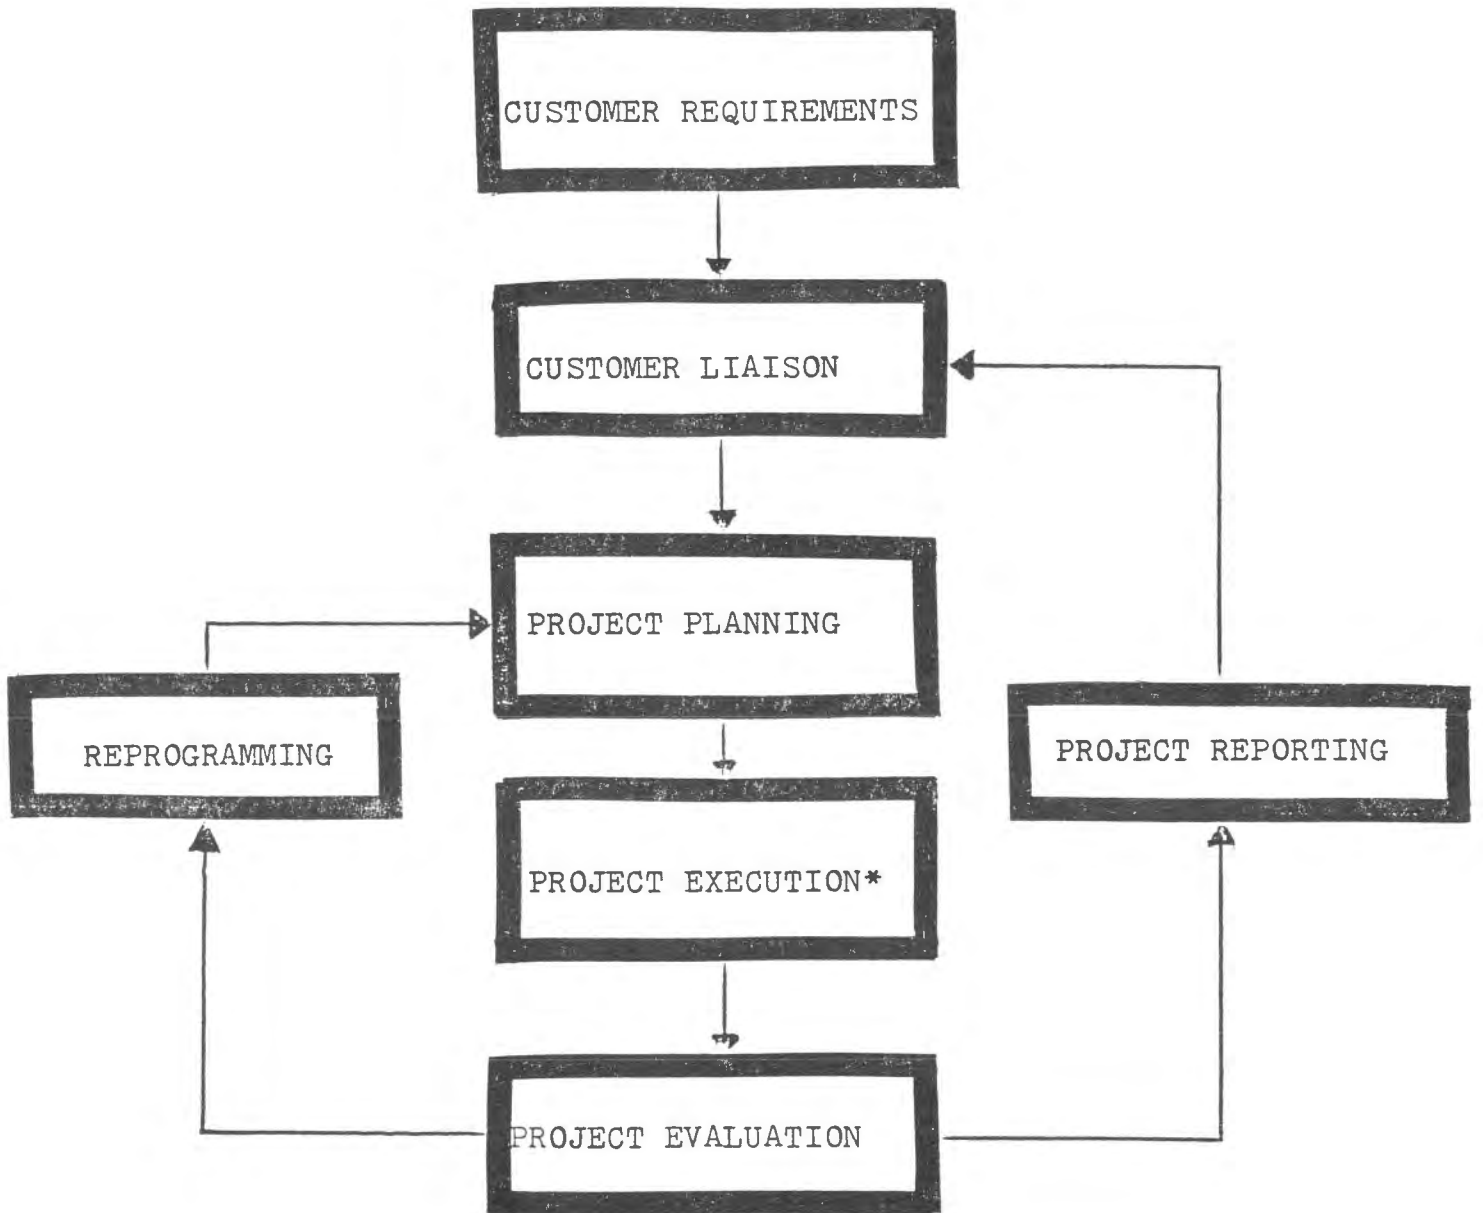 CUSTOMER REQUIREMENTS
CUSTOMER LIAISON
PROJECT PLANNING
REPROGRAMMING
PROJECT REPORTING
PROJECT EXECUTION*
PROJECT EVALUATION